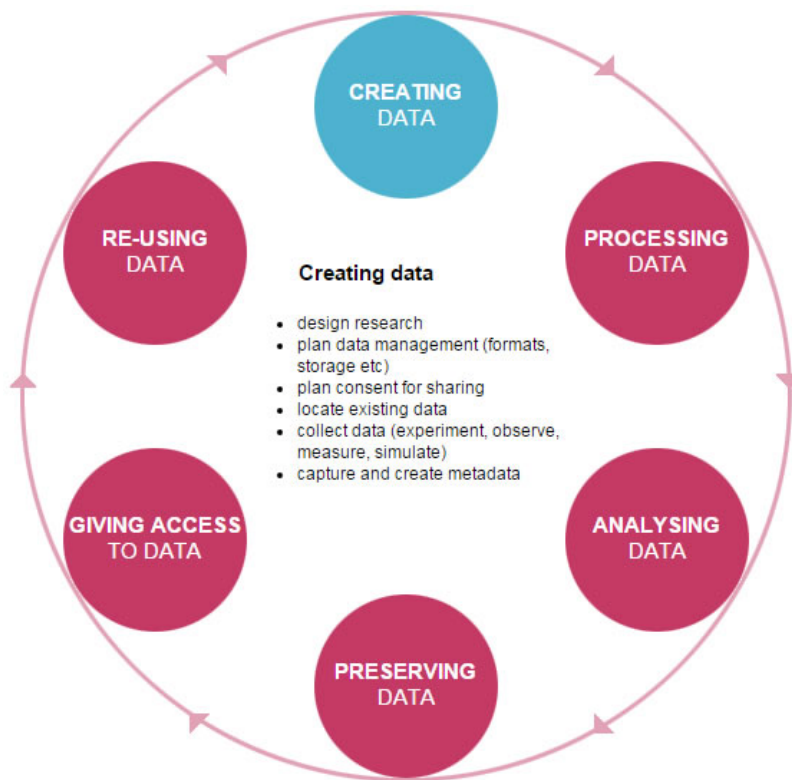 CREATING
DATA
RE-USING
DATA
PROCESSING
DATA
Creating data
• design research
• plan data management (formats,
storage etc)
• plan consent for sharing
• locate existing data
• collect data (experiment, observe,
measure, simulate)
• capture and create metadata
GIVING ACCESS
TO DATA
ANALYSING
DATA
PRESERVING
DATA